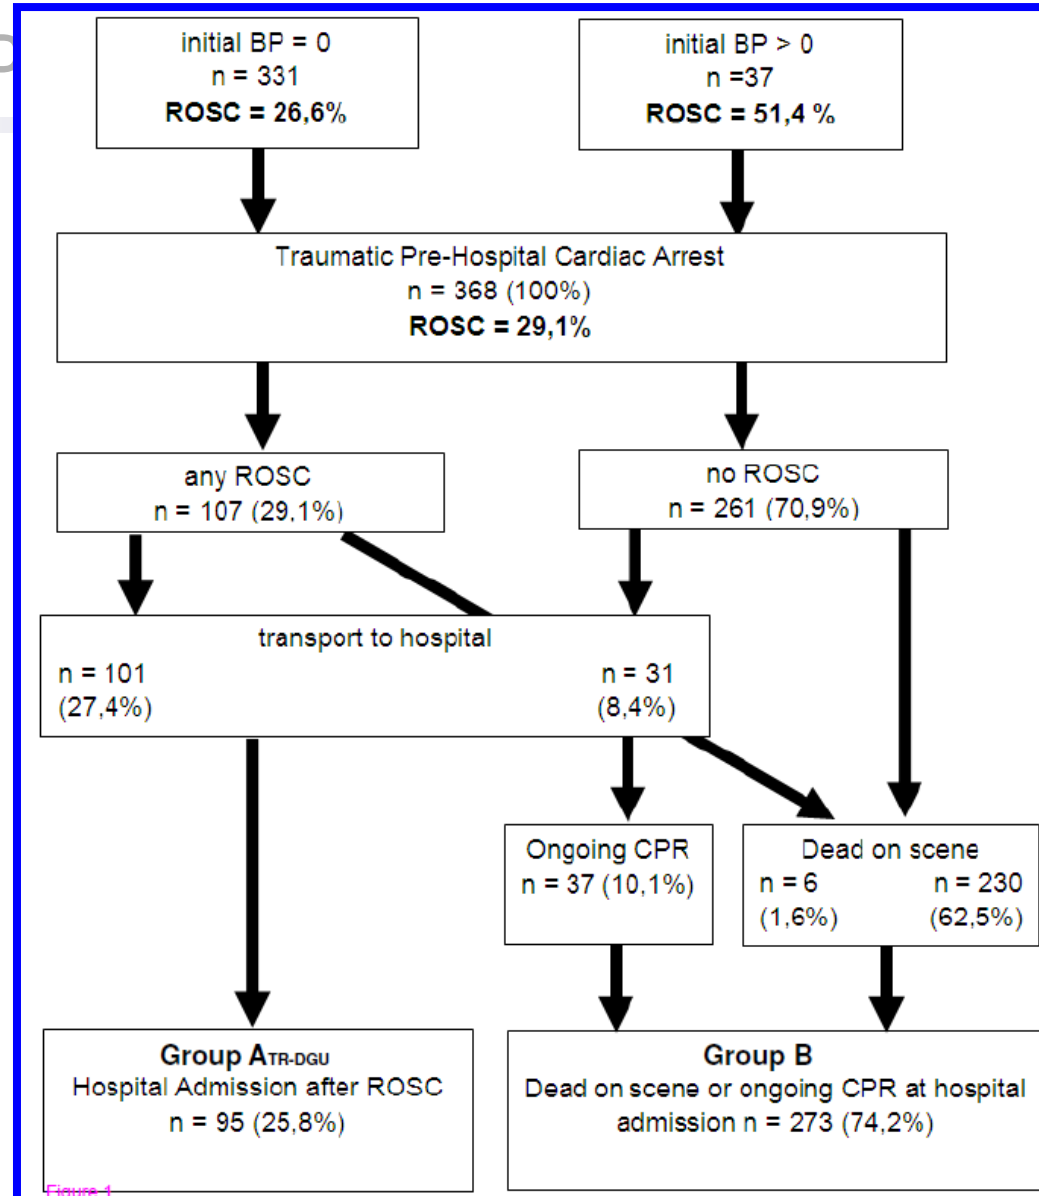 initial BP = 0
n = 331
ROSC = 26,6%
initial BP > 0
n =37
ROSC = 51,4 %
Traumatic Pre-Hospital Cardiac Arrest
n = 368 (100%)
ROSC = 29,1%
any ROSC
n = 107 (29,1%)
no ROSC
n = 261 (70,9%)
transport to hospital
n = 101
(27,4%)
n = 31
(8,4%)
Ongoing CPR
n = 37 (10,1%)
Dead on scene
n = 6
(1,6%)
n = 230
(62,5%)
Group ATR-DGU
Hospital Admission after ROSC
n = 95 (25,8%)
Group B
Dead on scene or ongoing CPR at hospital
admission n = 273 (74,2%)
Figure 1